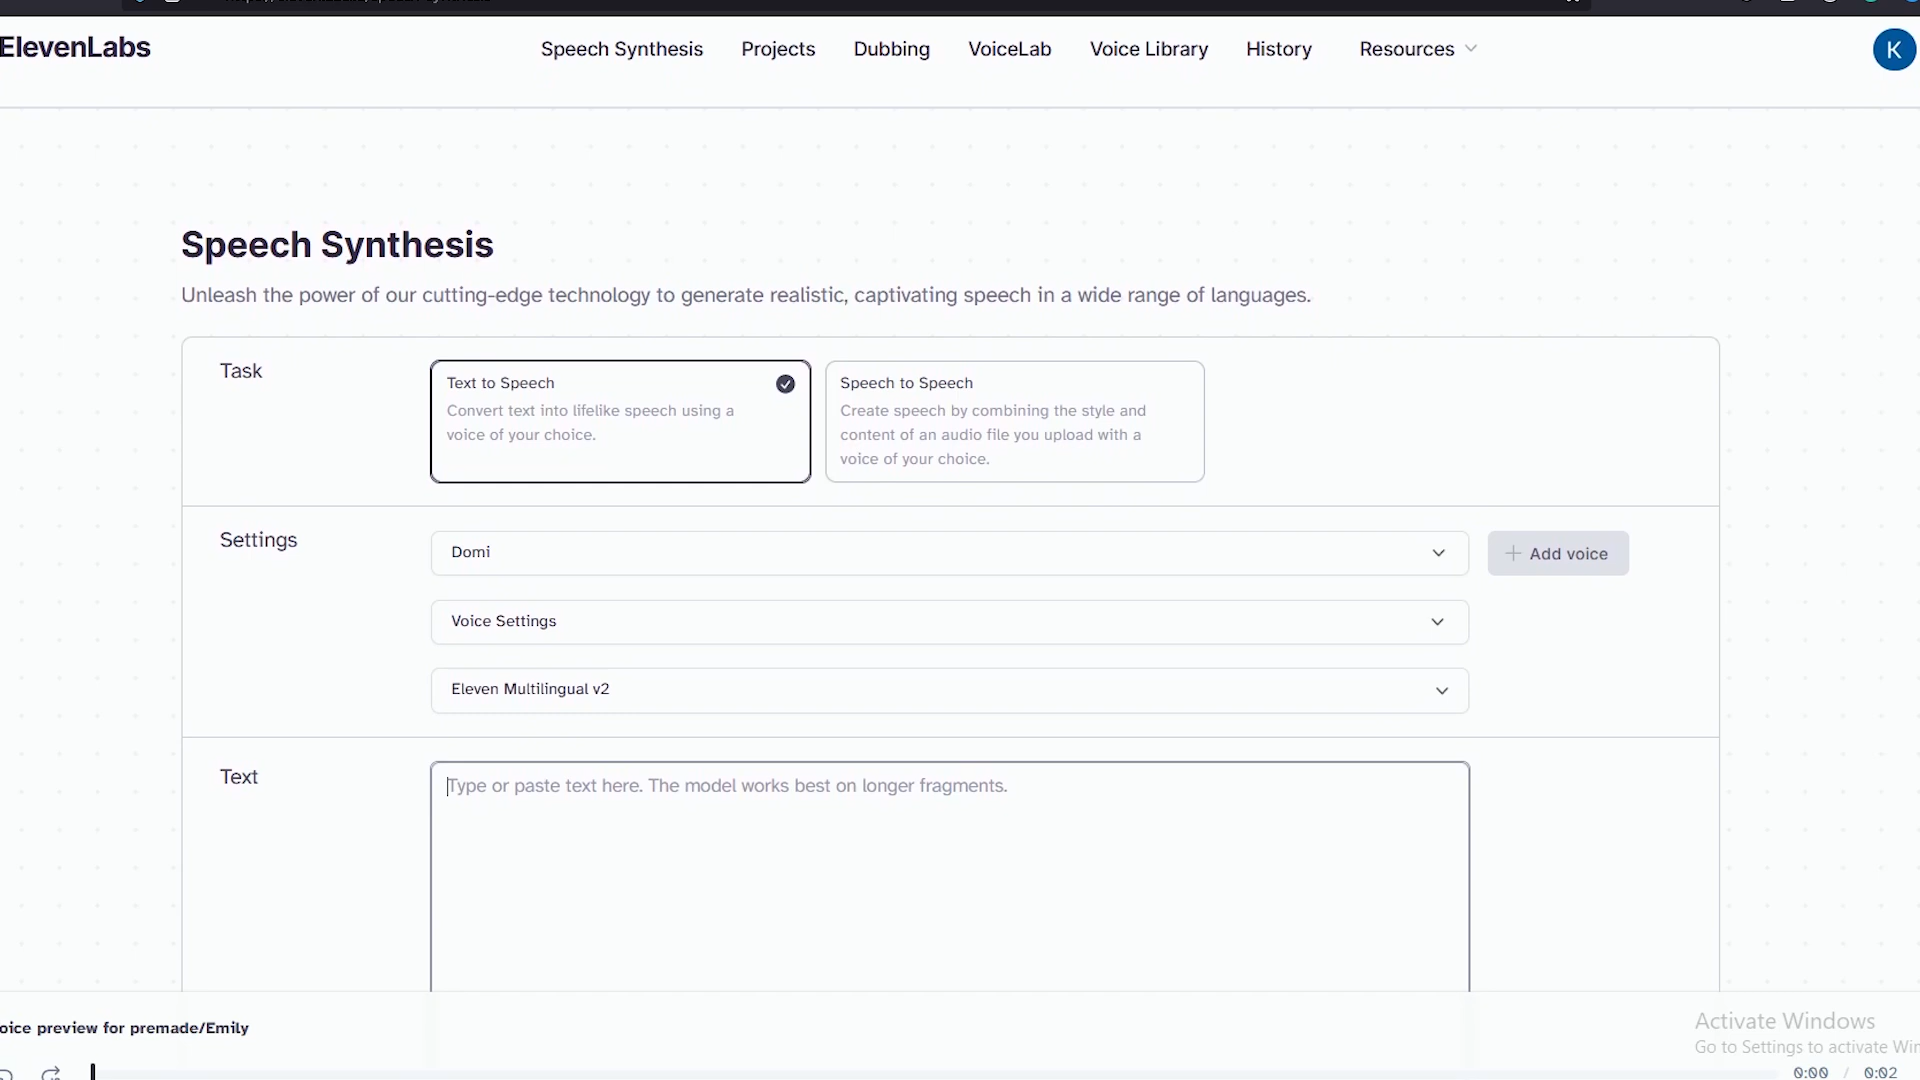 ElevenLabs
Speech Synthesis Projects Dubbing VoiceLab Voice Library History Resources
K
Speech Synthesis
Unleash the power of our cutting-edge technology to generate realistic, captivating speech in a wide range of languages.
Task
Text to Speech
Convert text into lifelike speech using a
voice of your choice.
Speech to Speech
Create speech by combining the style and
content of an audio file you upload with a
voice of your choice.
Settings
Domi
Add voice
Voice Settings
Eleven Multilingual v2
Text
Type or paste text here. The model works best on longer fragments.
oice preview for premade/Emily
Activate Windows
Go to Settings to activate Win
0:00 / 0:02